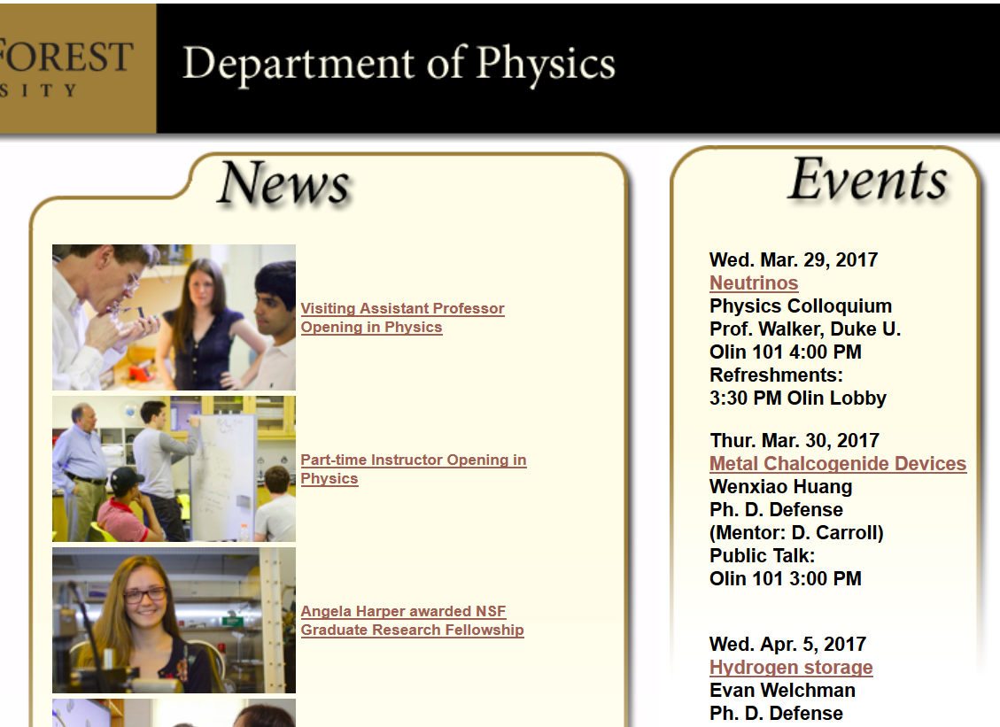 FOREST
SITY
Department of Physics
News
Visiting Assistant Professor
Opening in Physics
Part-time Instructor Opening in
Physics
Angela Harper awarded NSF
Graduate Research Fellowship
Events
Wed. Mar. 29, 2017
Neutrinos
Physics Colloquium
Prof. Walker, Duke U.
Olin 101 4:00 PM
Refreshments:
3:30 PM Olin Lobby
Thur. Mar. 30, 2017
Metal Chalcogenide Devices
Wenxiao Huang
Ph. D. Defense
(Mentor: D. Carroll)
Public Talk:
Olin 101 3:00 PM
Wed. Apr. 5, 2017
Hydrogen storage
Evan Welchman
Ph. D. Defense